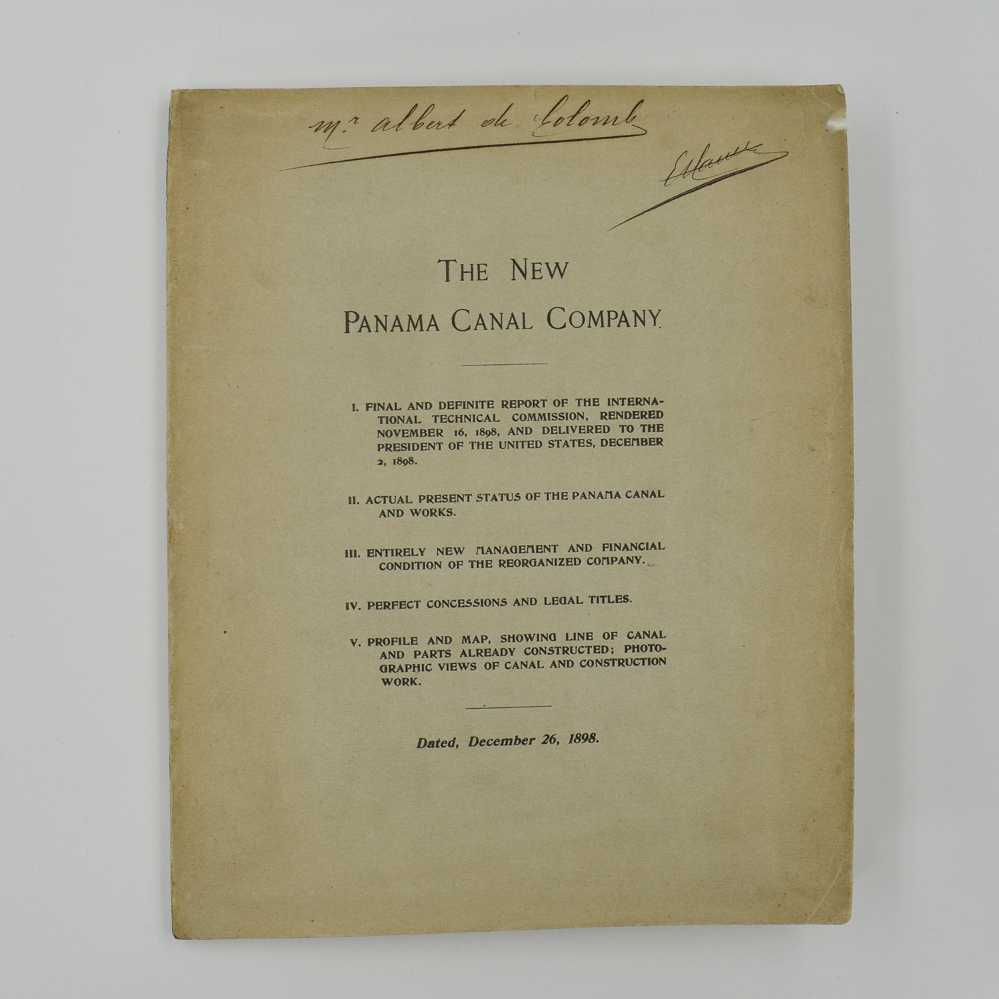 Mr Albert de Colomb
THE NEW
PANAMA CANAL COMPANY.
I. FINAL AND DEFINITE REPORT OF THE INTERNA-
TIONAL TECHNICAL COMMISSION, RENDERED
NOVEMBER 16, 1898, AND DELIVERED TO THE
PRESIDENT OF THE UNITED STATES, DECEMBER
2, 1898.
II. ACTUAL PRESENT STATUS OF THE PANAMA CANAL
AND WORKS.
III. ENTIRELY NEW MANAGEMENT AND FINANCIAL
CONDITION OF THE REORGANIZED COMPANY.
IV. PERFECT CONCESSIONS AND LEGAL TITLES.
V. PROFILE AND MAP, SHOWING LINE OF CANAL
AND PARTS ALREADY CONSTRUCTED; PHOTO-
GRAPHIC VIEWS OF CANAL AND CONSTRUCTION
WORK.
Dated, December 26, 1898.